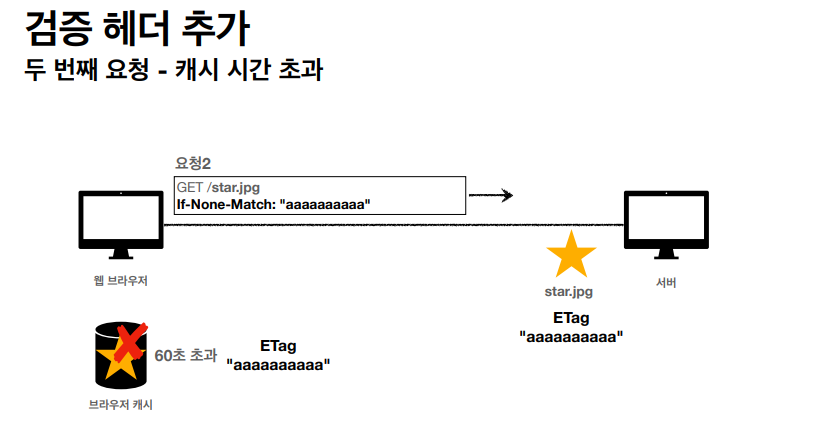 검증 헤더 추가
두 번째 요청 - 캐시 시간 초과
요청2
GET /star.jpg
If-None-Match: "aaaaaaaaaa"
웹 브라우저
star.jpg
서버
ETag
"aaaaaaaaaa"
60초 초과
ETag
"aaaaaaaaaa"
브라우저 캐시